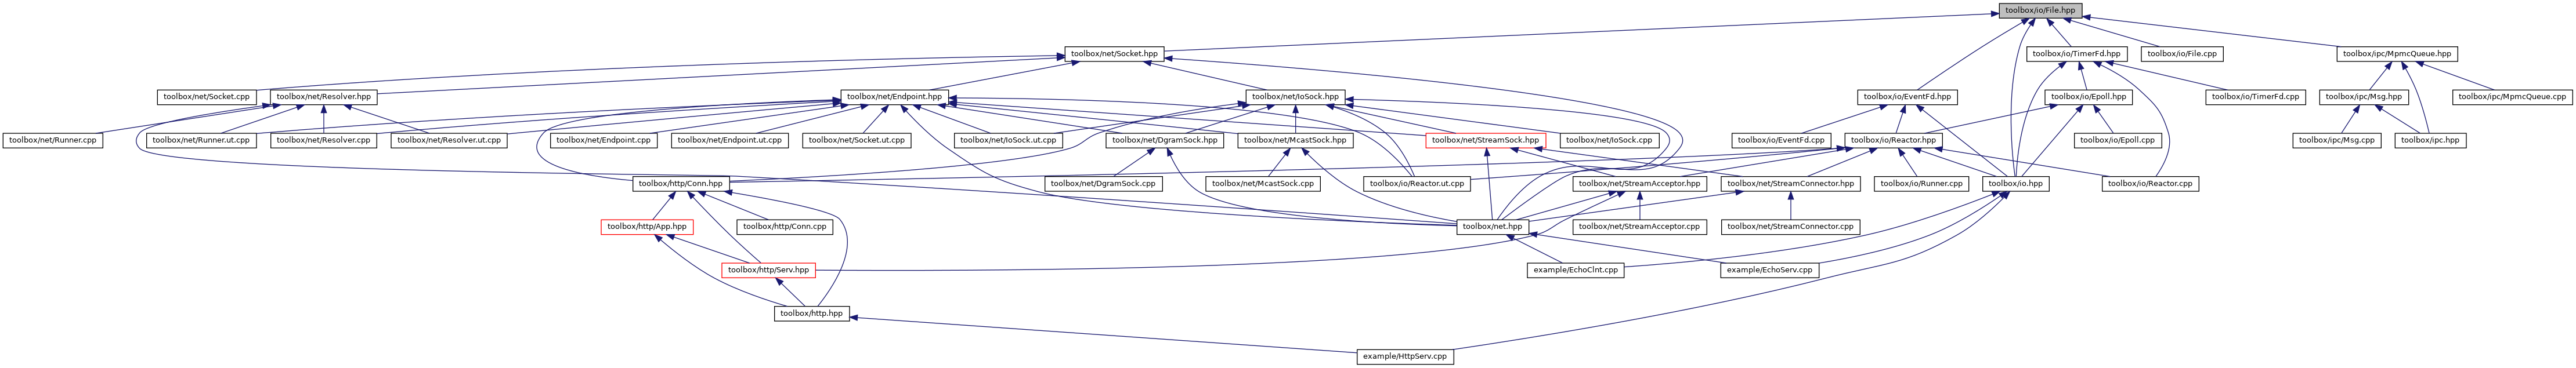 toolbox/io/File.hpp
toolbox/net/Socket.hpp
toolbox/io/TimerFd.hpp
toolbox/io/File.cpp
toolbox/ipc/MpmcQueue.hpp
toolbox/net/Socket.cpp
toolbox/net/Resolver.hpp
toolbox/net/Endpoint.hpp
toolbox/net/IoSock.hpp
toolbox/io/EventFd.hpp
toolbox/io/Epoll.hpp
toolbox/io/TimerFd.cpp
toolbox/ipc/Msg.hpp
toolbox/ipc/MpmcQueue.cpp
toolbox/net/Runner.cpp
toolbox/net/Runner.ut.cpp
toolbox/net/Resolver.cpp
toolbox/net/Resolver.ut.cpp
toolbox/net/Endpoint.cpp
toolbox/net/Endpoint.ut.cpp
toolbox/net/Socket.ut.cpp
toolbox/net/IoSock.ut.cpp
toolbox/net/DgramSock.hpp
toolbox/net/McastSock.hpp
toolbox/net/StreamSock.hpp
toolbox/net/IoSock.cpp
toolbox/io/EventFd.cpp
toolbox/io/Reactor.hpp
toolbox/io/Epoll.cpp
toolbox/ipc/Msg.cpp
toolbox/ipc.hpp
toolbox/http/Conn.hpp
toolbox/net/DgramSock.cpp
toolbox/net/McastSock.cpp
toolbox/io/Reactor.ut.cpp
toolbox/net/StreamAcceptor.hpp
toolbox/net/StreamConnector.hpp
toolbox/io/Runner.cpp
toolbox/io.hpp
toolbox/io/Reactor.cpp
toolbox/http/App.hpp
toolbox/http/Conn.cpp
toolbox/net.hpp
toolbox/net/StreamAcceptor.cpp
toolbox/net/StreamConnector.cpp
toolbox/http/Serv.hpp
example/EchoClnt.cpp
example/EchoServ.cpp
toolbox/http.hpp
example/HttpServ.cpp